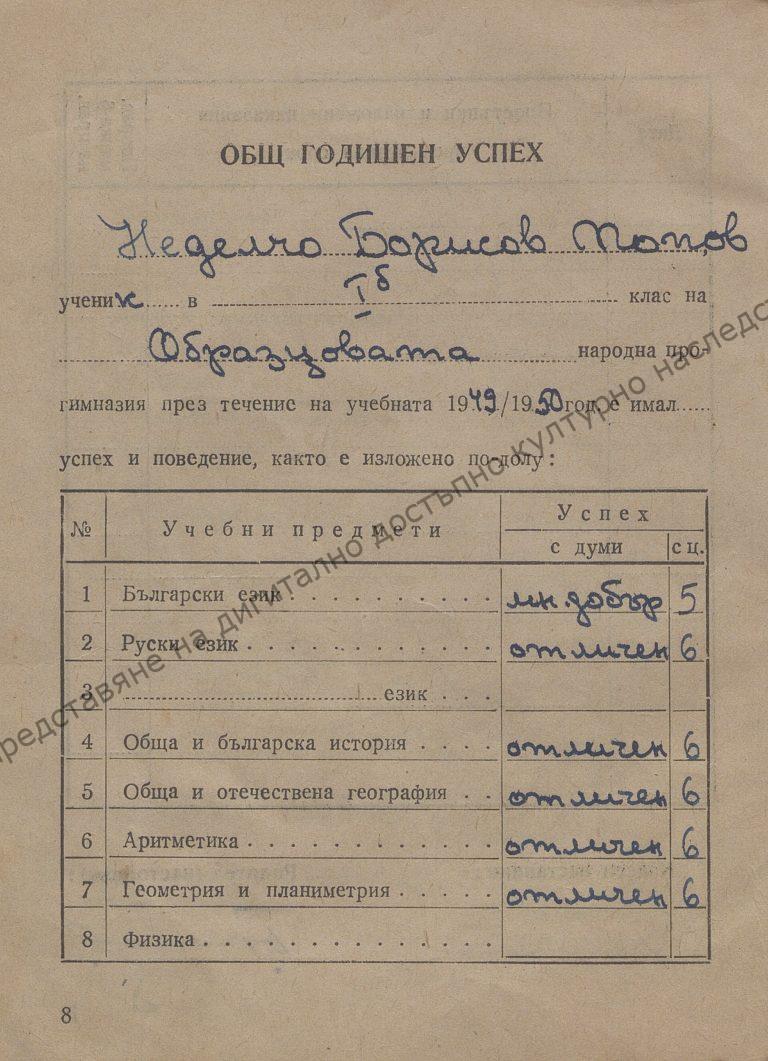 ОБЩ ГОДИШЕН УСПЕХ
Неделчо Борисов Попов
ученик...... в Iб клас на
Образцовата народна про-
гимназия през течение на учебната 1949/1950 год. е имал......
успех и поведение, както е изложено по-долу:
№ Учебни предмети Успех
с думи с ц.
1 Български език мн. добър 5
2 Руски език отличен 6
3 език
4 Обща и българска история отличен 6
5 Обща и отечествена география отличен 6
6 Аритметика отличен 6
7 Геометрия и планиметрия отличен 6
8 Физика
8
представяне на дигитално достъпно културно наследс